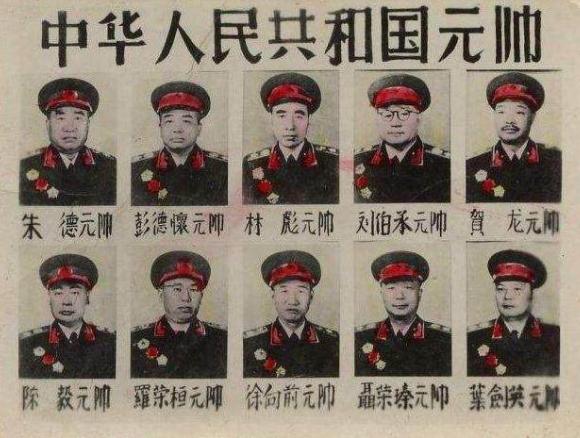 中华人民共和国元帅
朱 德元帅 彭德懷元帅 林 彪元帅 刘伯承元帅 賀 龙元帅
陈 毅元帅 羅荣桓元帅 徐向前元帅 聶荣臻元帅 葉劍英元帅